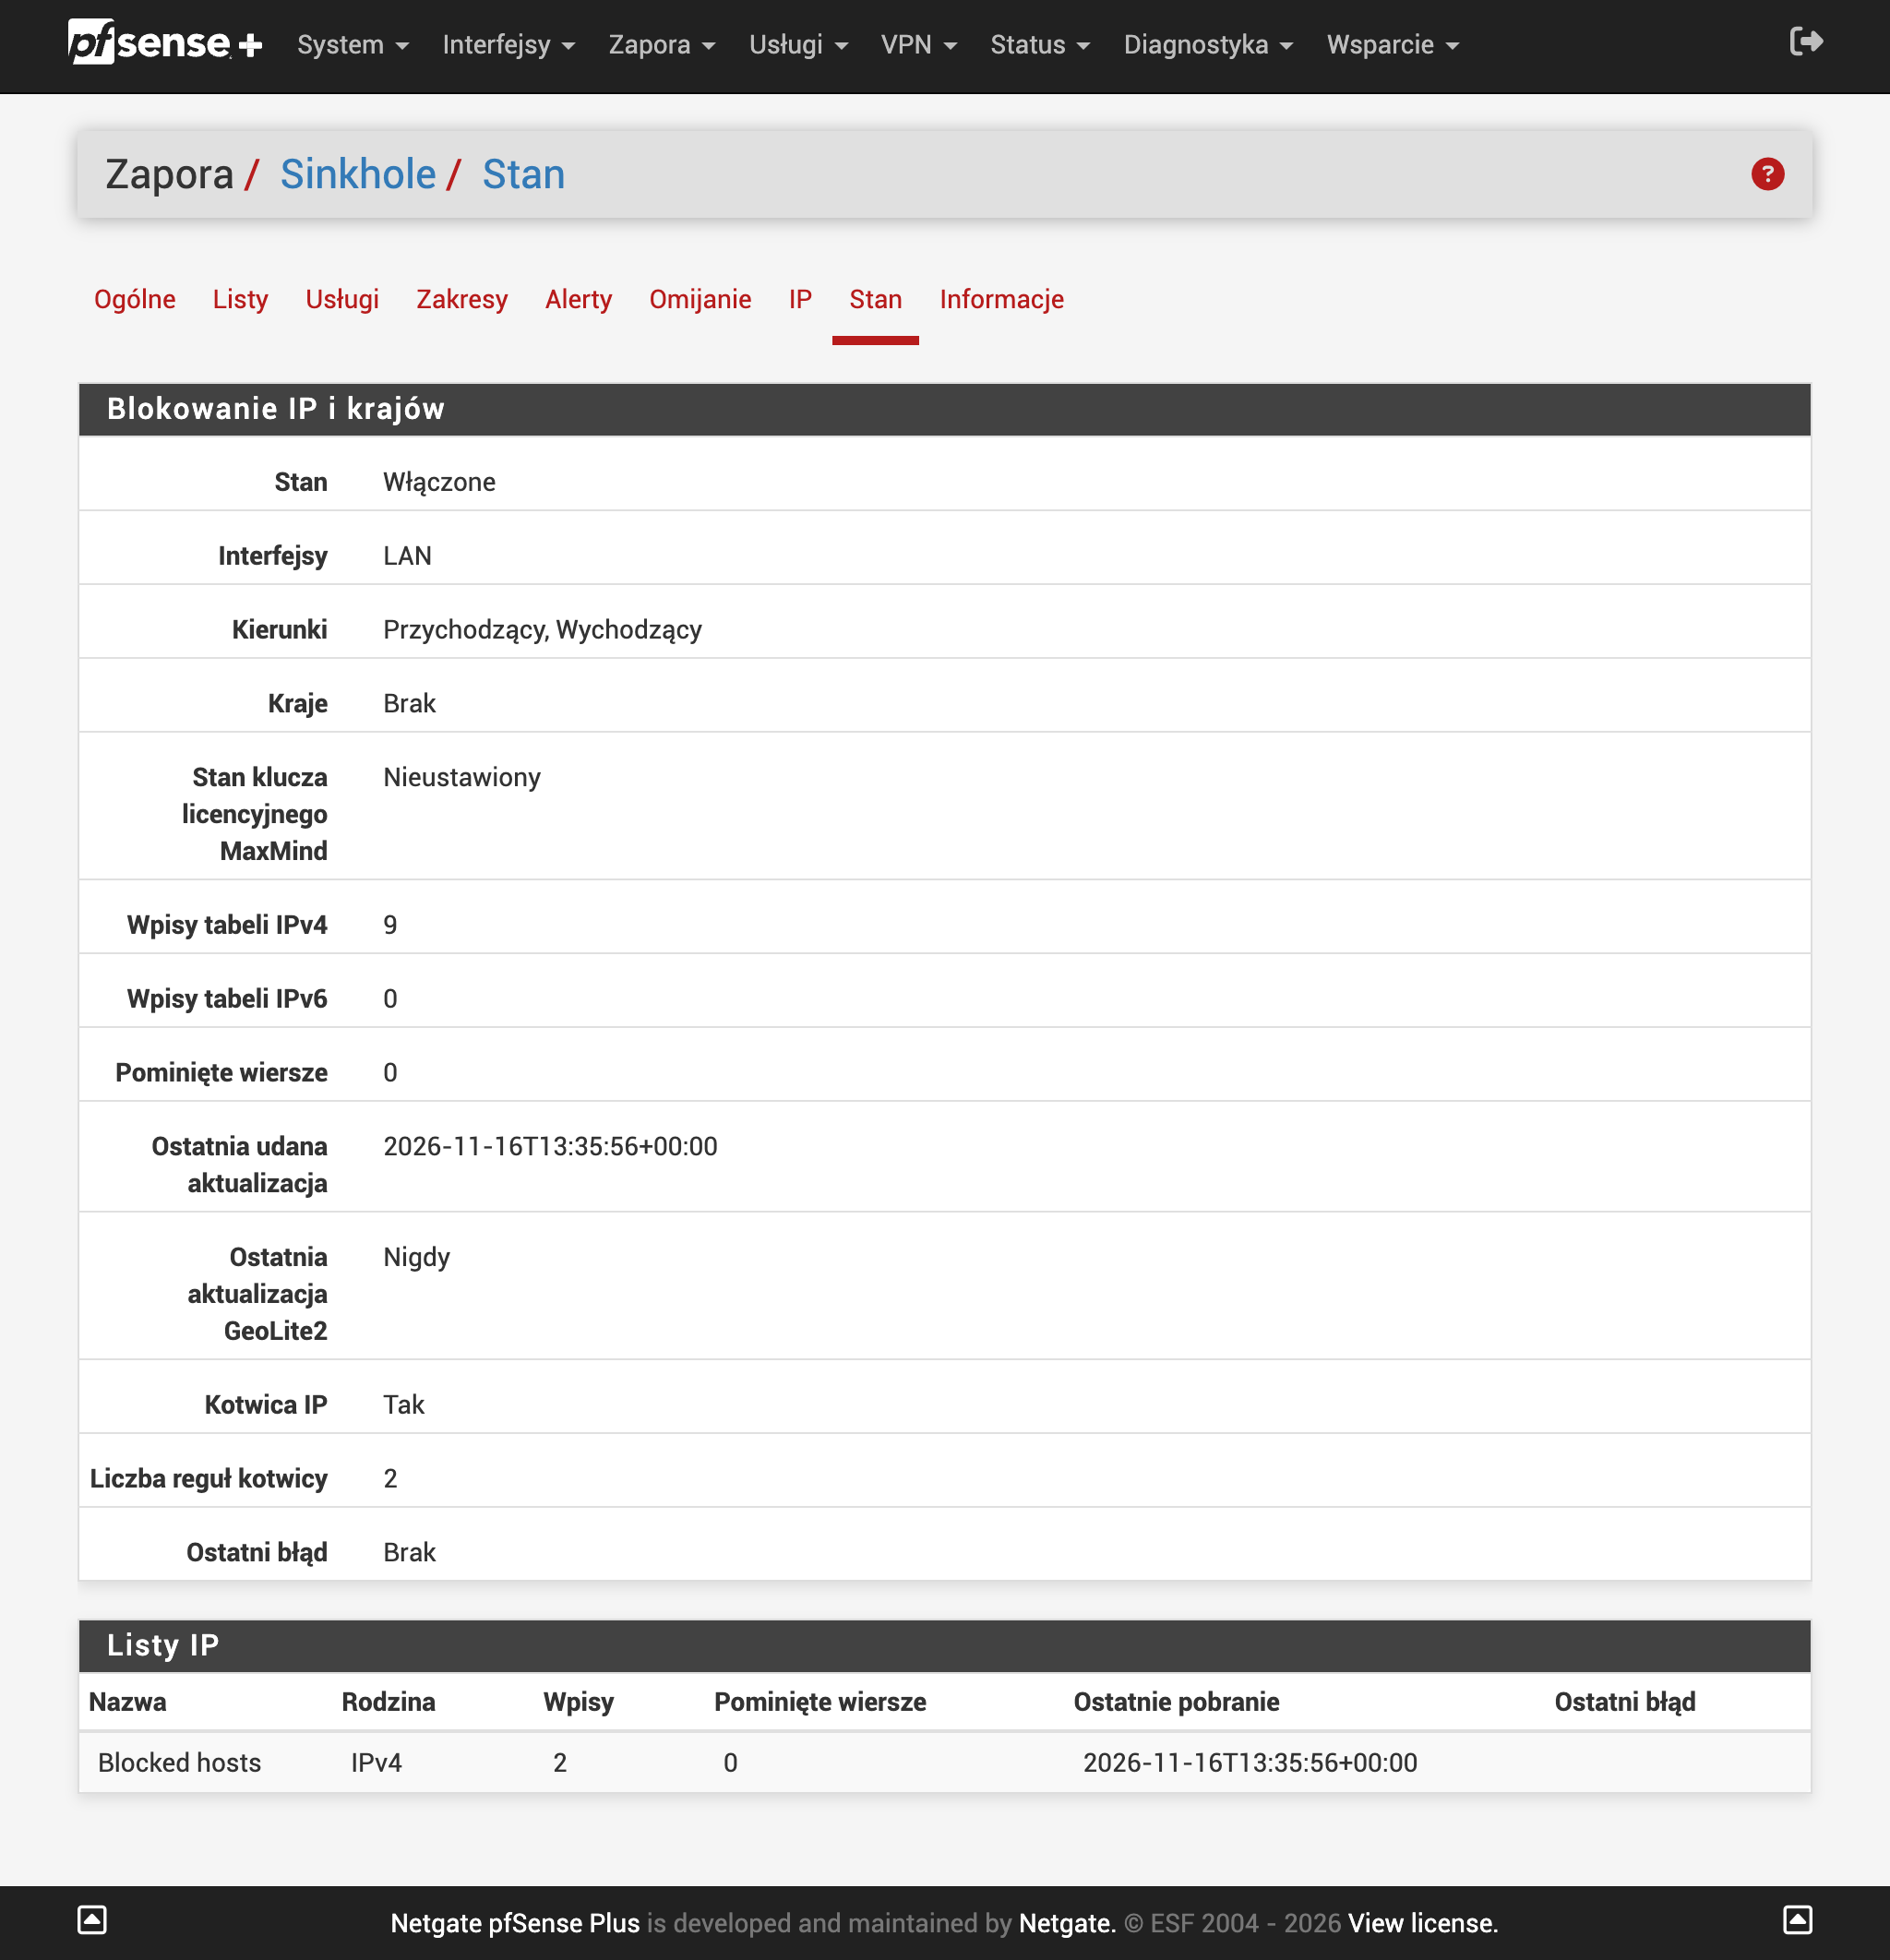 pfsense+ System Interfejsy Zapora Usługi VPN Status Diagnostyka Wsparcie
Zapora / Sinkhole / Stan
Ogólne Listy Usługi Zakresy Alerty Omijanie IP Stan Informacje
Blokowanie IP i krajów
Stan Włączone
Interfejsy LAN
Kierunki Przychodzący, Wychodzący
Kraje Brak
Stan klucza Nieustawiony
licencyjnego
MaxMind
Wpisy tabeli IPv4 9
Wpisy tabeli IPv6 0
Pominięte wiersze 0
Ostatnia udana 2026-11-16T13:35:56+00:00
aktualizacja
Ostatnia Nigdy
aktualizacja
GeoLite2
Kotwica IP Tak
Liczba reguł kotwicy 2
Ostatni błąd Brak
Listy IP
Nazwa Rodzina Wpisy Pominięte wiersze Ostatnie pobranie Ostatni błąd
Blocked hosts IPv4 2 0 2026-11-16T13:35:56+00:00
Netgate pfSense Plus is developed and maintained by Netgate. © ESF 2004 - 2026 View license.